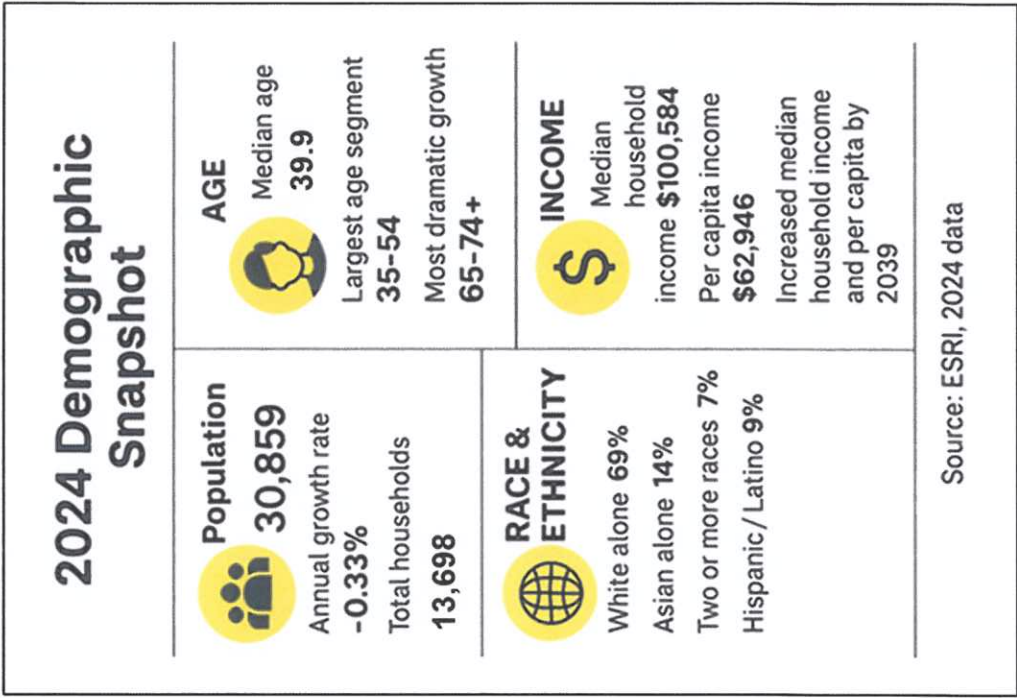 2024 Demographic
Snapshot
Population
30,859
Annual growth rate
-0.33%
Total households
13,698
AGE
Median age
39.9
Largest age segment
35-54
Most dramatic growth
65-74+
RACE &
ETHNICITY
White alone 69%
Asian alone 14%
Two or more races 7%
Hispanic / Latino 9%
$
INCOME
Median
household
income $100,584
Per capita income
$62,946
Increased median
household income
and per capita by
2039
Source: ESRI, 2024 data